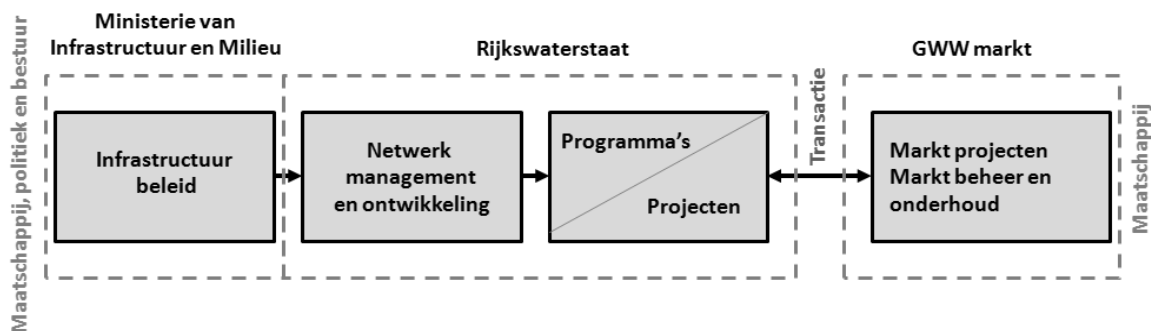 Ministerie van
Infrastructuur en Milieu
Rijkswaterstaat
GWW markt
Maatschappij, politiek en bestuur
Infrastructuur
beleid
Netwerk
management
en ontwikkeling
Programma's
Projecten
Transactie
Markt projecten
Markt beheer en
onderhoud
Maatschappij